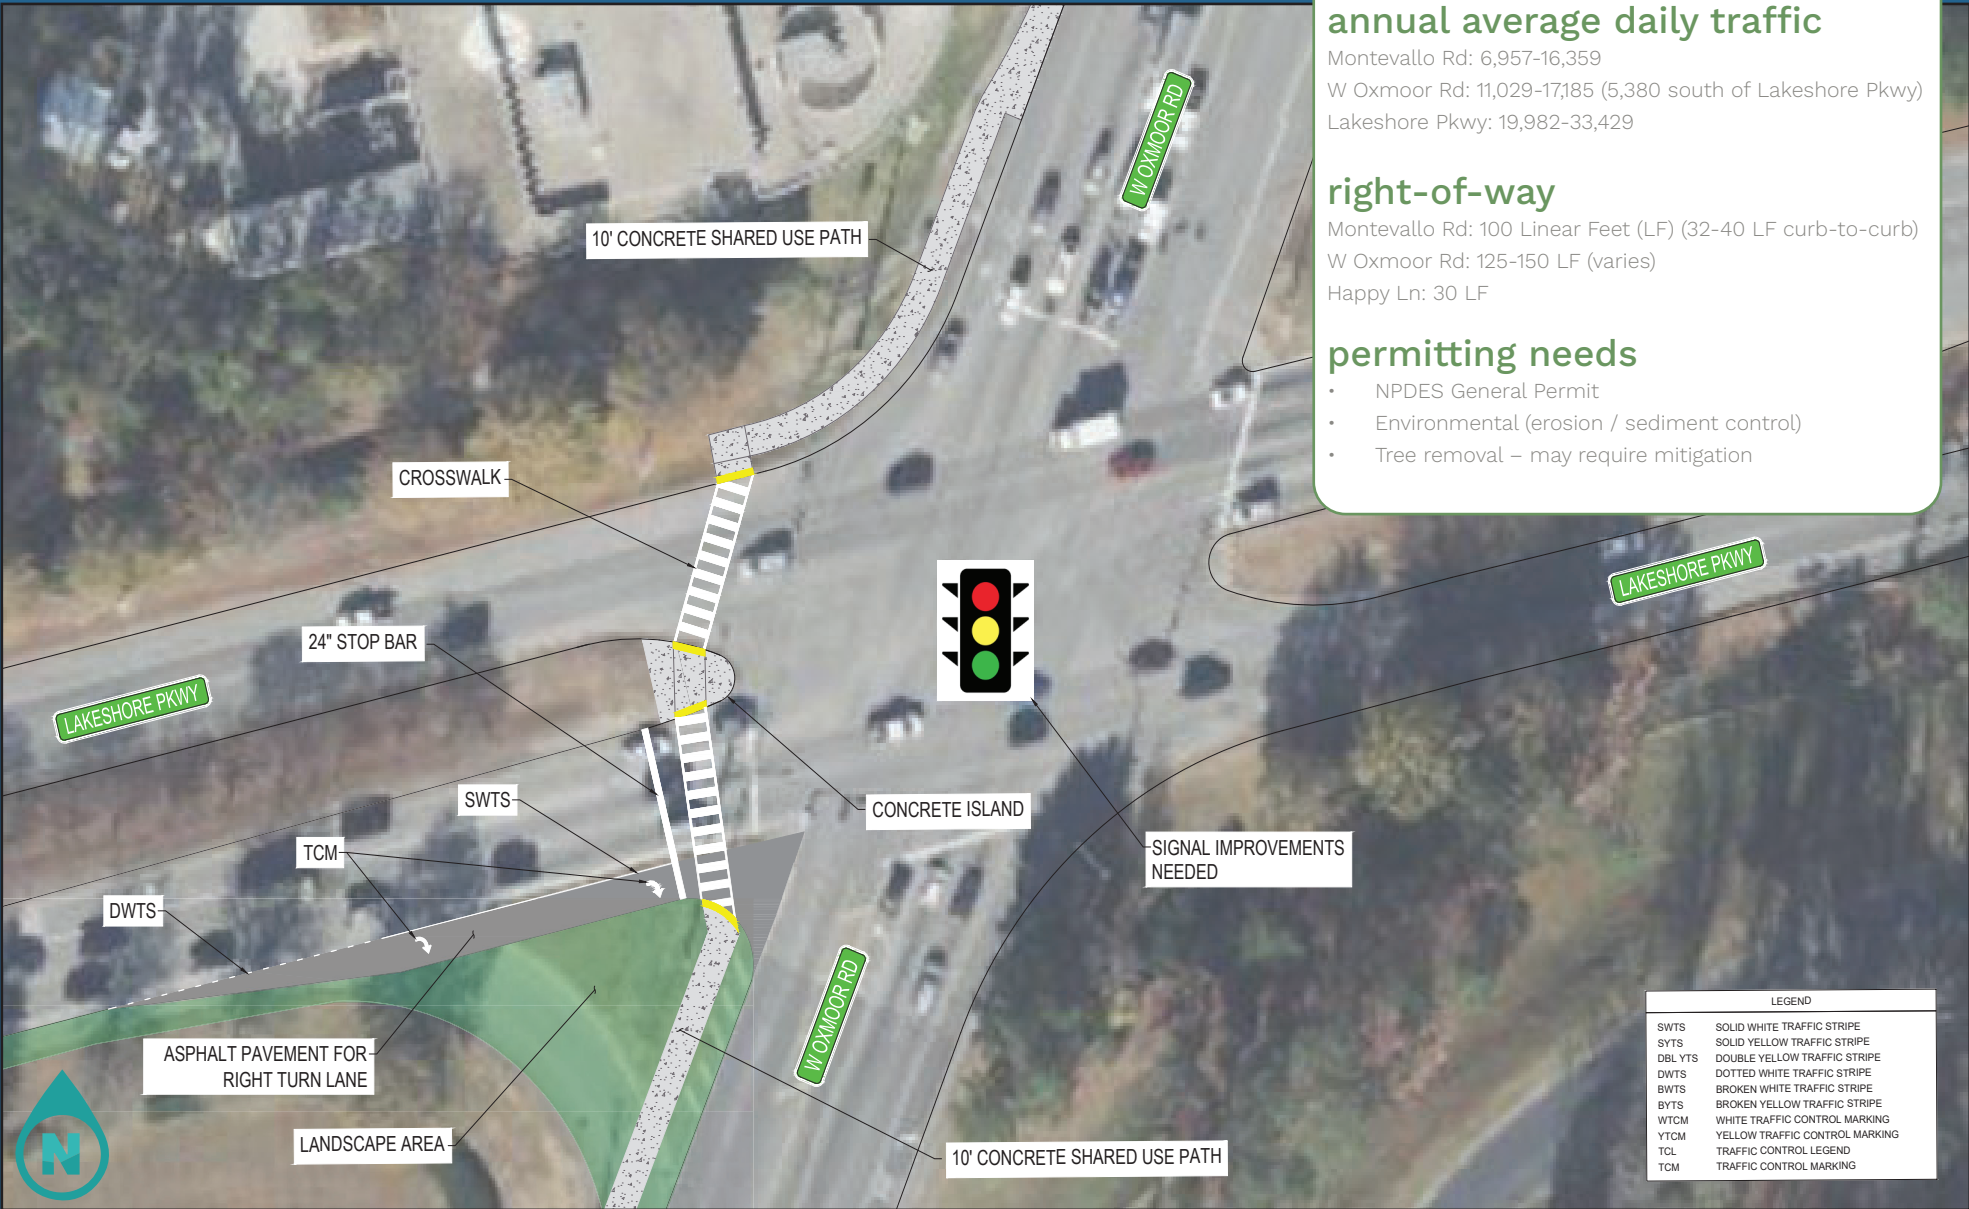 annual average daily traffic
Montevallo Rd: 6,957-16,359
W Oxmoor Rd: 11,029-17,185 (5,380 south of Lakeshore Pkwy)
Lakeshore Pkwy: 19,982-33,429
right-of-way
Montevallo Rd: 100 Linear Feet (LF) (32-40 LF curb-to-curb)
W Oxmoor Rd: 125-150 LF (varies)
Happy Ln: 30 LF
permitting needs
• NPDES General Permit
• Environmental (erosion / sediment control)
• Tree removal – may require mitigation
W OXMOOR RD
10' CONCRETE SHARED USE PATH
CROSSWALK
LAKESHORE PKWY
24" STOP BAR
LAKESHORE PKWY
SWTS
CONCRETE ISLAND
TCM
SIGNAL IMPROVEMENTS
NEEDED
DWTS
W OXMOOR RD
ASPHALT PAVEMENT FOR
RIGHT TURN LANE
LANDSCAPE AREA
10' CONCRETE SHARED USE PATH
N
LEGEND
SWTS SOLID WHITE TRAFFIC STRIPE
SYTS SOLID YELLOW TRAFFIC STRIPE
DBL YTS DOUBLE YELLOW TRAFFIC STRIPE
DWTS DOTTED WHITE TRAFFIC STRIPE
BWTS BROKEN WHITE TRAFFIC STRIPE
BYTS BROKEN YELLOW TRAFFIC STRIPE
WTCM WHITE TRAFFIC CONTROL MARKING
YTCM YELLOW TRAFFIC CONTROL MARKING
TCL TRAFFIC CONTROL LEGEND
TCM TRAFFIC CONTROL MARKING